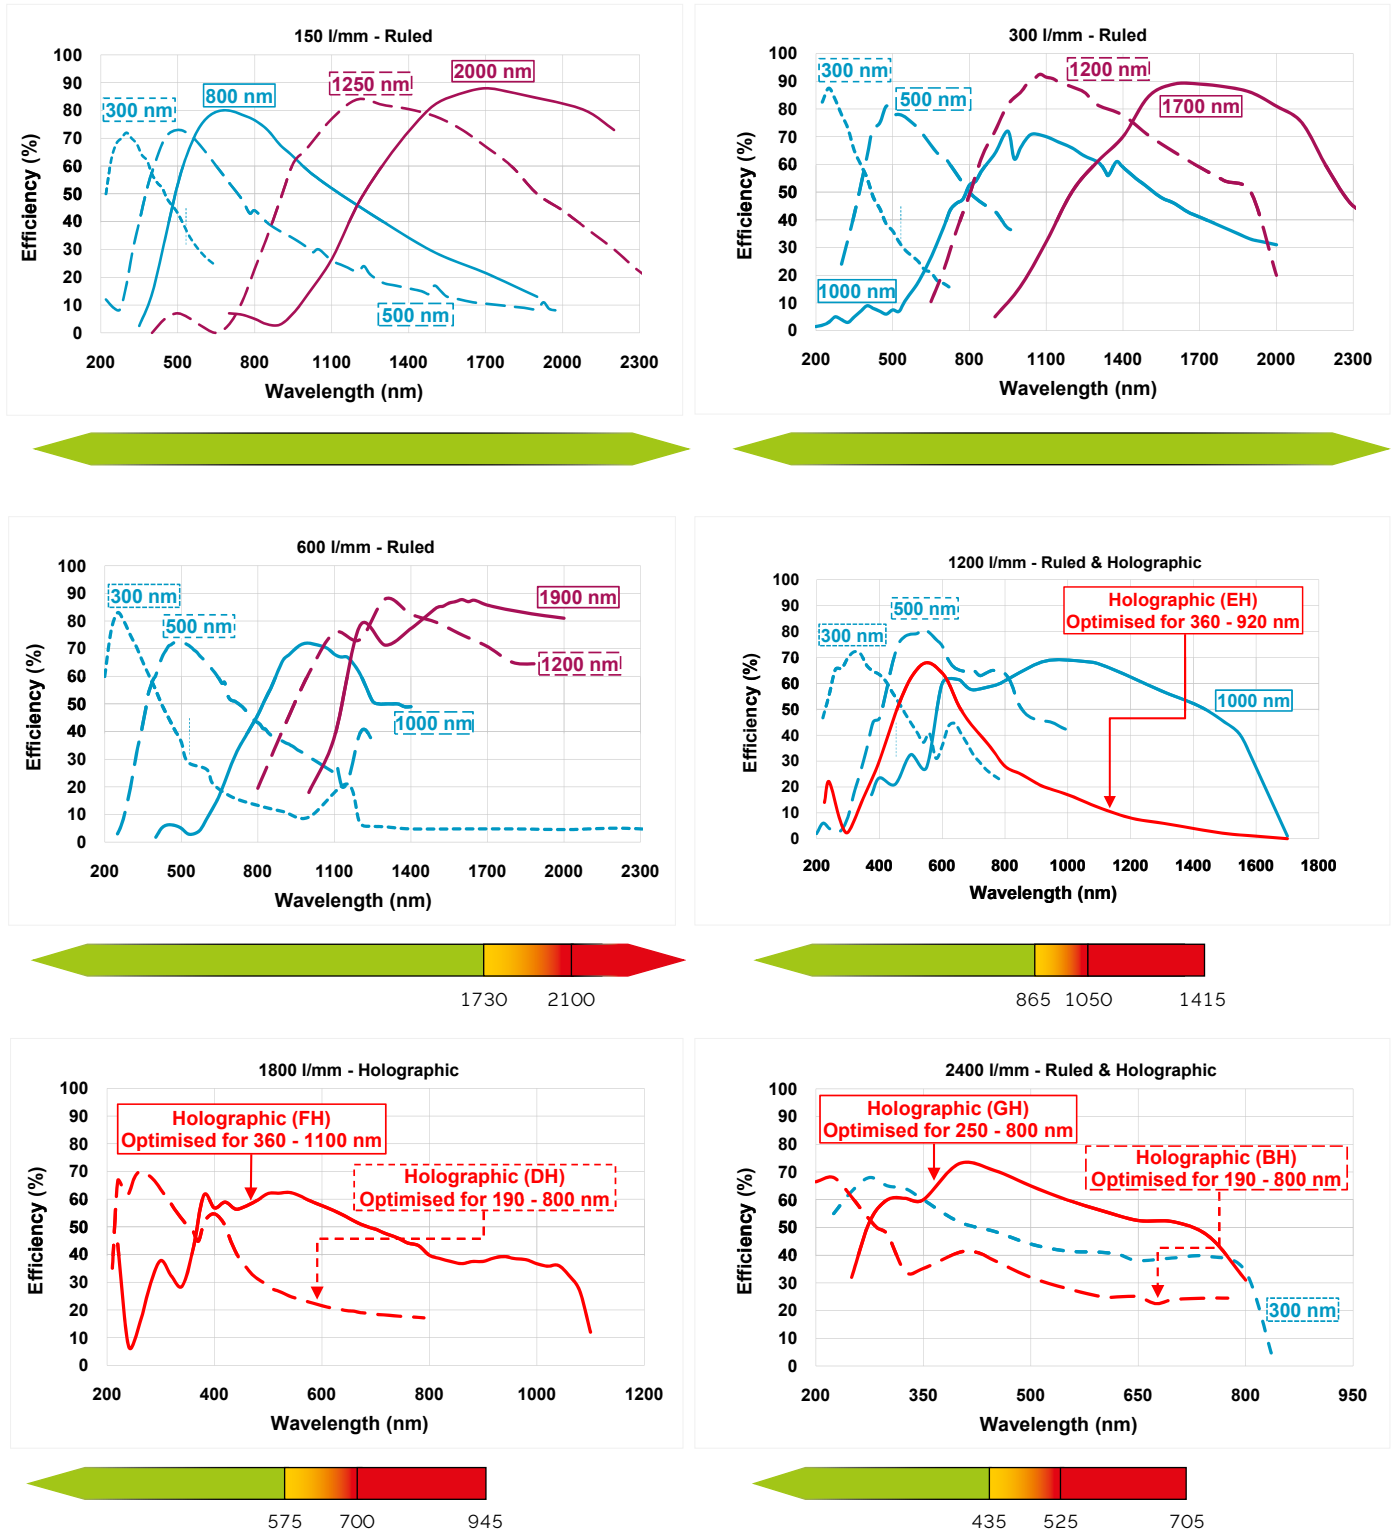 150 l/mm - Ruled
100
90
80
70
60
50
40
30
20
10
0
Efficiency (%)
300 nm
800 nm
1250 nm
2000 nm
500 nm
200 500 800 1100 1400 1700 2000 2300
Wavelength (nm)
300 l/mm - Ruled
100
90
80
70
60
50
40
30
20
10
0
Efficiency (%)
300 nm
500 nm
1200 nm
1700 nm
1000 nm
200 500 800 1100 1400 1700 2000 2300
Wavelength (nm)
600 l/mm - Ruled
100
90
80
70
60
50
40
30
20
10
0
Efficiency (%)
300 nm
500 nm
1900 nm
1200 nm
1000 nm
200 500 800 1100 1400 1700 2000 2300
Wavelength (nm)
1730 2100
1200 l/mm - Ruled & Holographic
100
90
80
70
60
50
40
30
20
10
0
Efficiency (%)
300 nm
500 nm
Holographic (EH)
Optimised for 360 - 920 nm
1000 nm
200 400 600 800 1000 1200 1400 1600 1800
Wavelength (nm)
865 1050 1415
1800 l/mm - Holographic
100
90
80
70
60
50
40
30
20
10
0
Efficiency (%)
Holographic (FH)
Optimised for 360 - 1100 nm
Holographic (DH)
Optimised for 190 - 800 nm
200 400 600 800 1000 1200
Wavelength (nm)
575 700 945
2400 l/mm - Ruled & Holographic
100
90
80
70
60
50
40
30
20
10
0
Efficiency (%)
Holographic (GH)
Optimised for 250 - 800 nm
Holographic (BH)
Optimised for 190 - 800 nm
300 nm
200 350 500 650 800 950
Wavelength (nm)
435 525 705